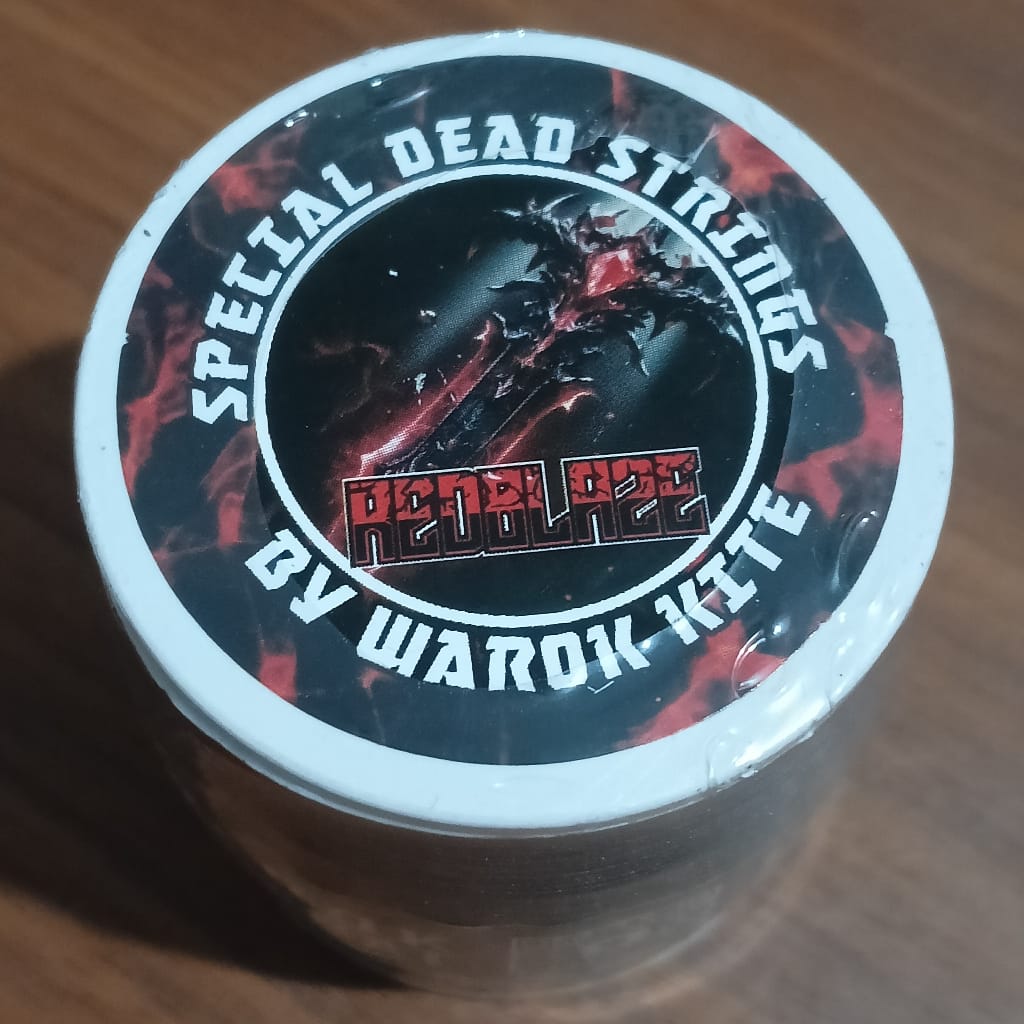 SPECIAL DEAD STRINGS
REDBLAZE
BY WAROK KITE